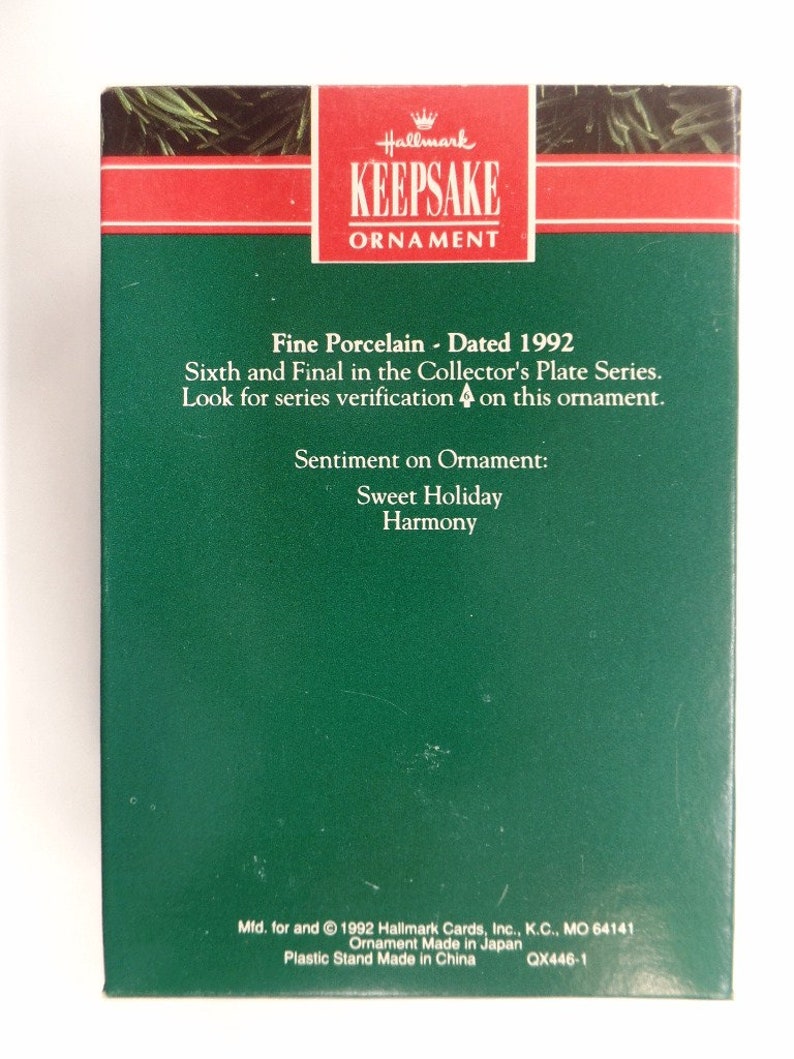 Hallmark
KEEPSAKE
ORNAMENT
Fine Porcelain - Dated 1992
Sixth and Final in the Collector's Plate Series.
Look for series verification 6 on this ornament.
Sentiment on Ornament:
Sweet Holiday
Harmony
Mfd. for and © 1992 Hallmark Cards, Inc., K.C., MO 64141
Ornament Made in Japan
Plastic Stand Made in China QX446-1